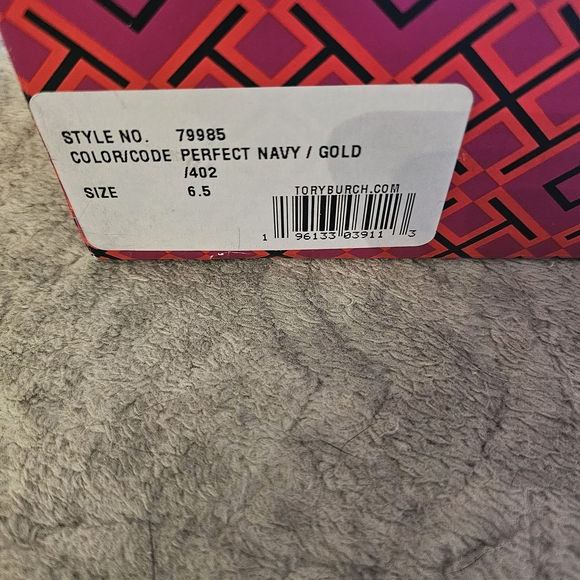 STYLE NO. 79985
COLOR/CODE PERFECT NAVY / GOLD
/402
SIZE 6.5
TORYBURCH.COM
1 96133 03911 3